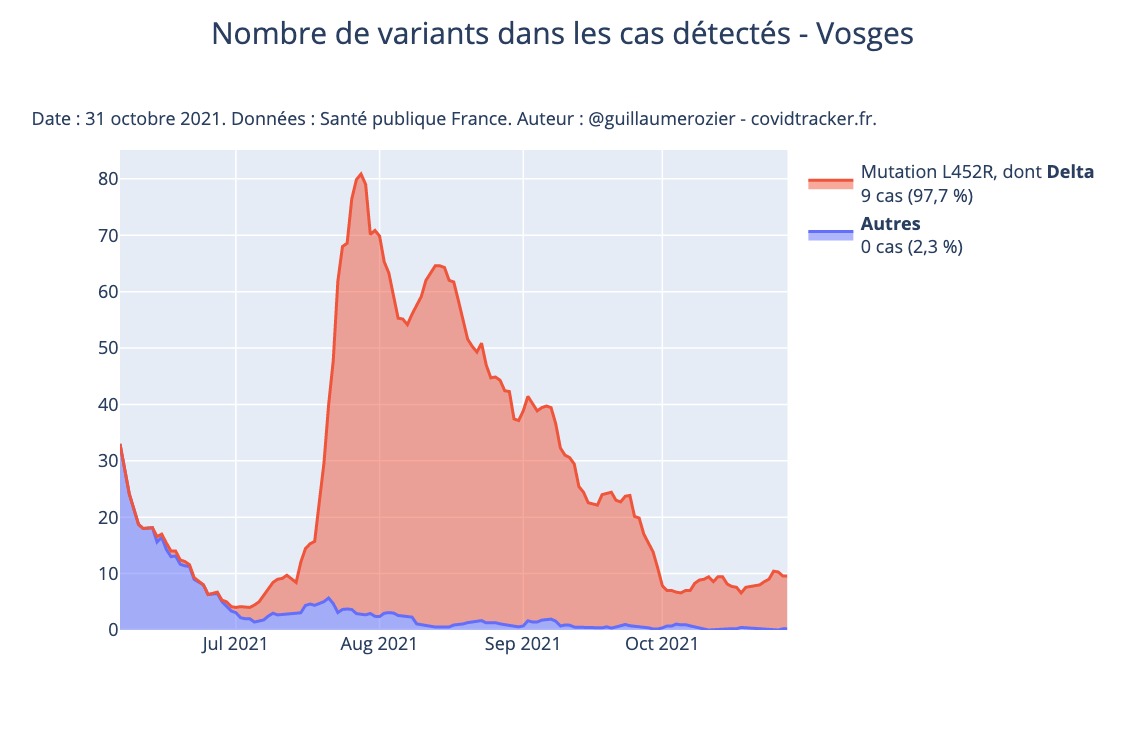 Nombre de variants dans les cas détectés - Vosges
Date : 31 octobre 2021. Données : Santé publique France. Auteur : @guillaumerozier - covidtracker.fr.
80
70
60
50
40
30
20
10
0
Jul 2021
Aug 2021
Sep 2021
Oct 2021
Mutation L452R, dont Delta
9 cas (97,7 %)
Autres
0 cas (2,3 %)